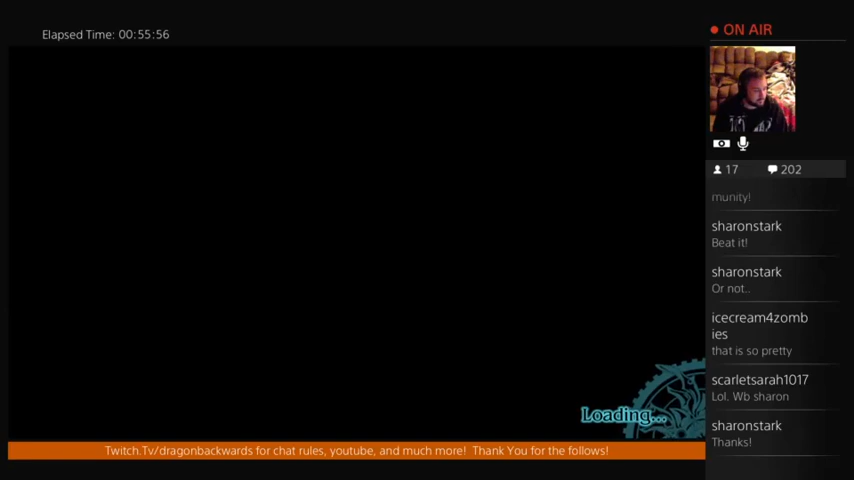 Elapsed Time: 00:55:56
ON AIR
17 202
munity!
sharonstark
Beat it!
sharonstark
Or not..
icecream4zomb
ies
that is so pretty
scarletsarah1017
Lol. Wb sharon
sharonstark
Thanks!
Loading...
Twitch.Tv/dragonbackwards for chat rules, youtube, and much more! Thank You for the follows!